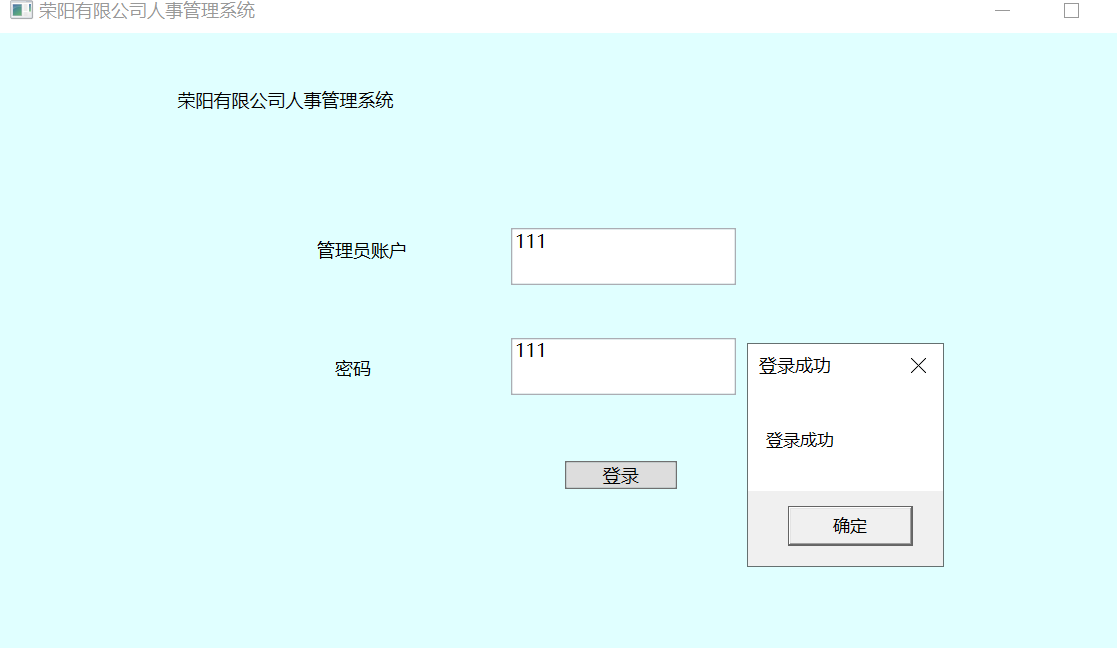 荣阳有限公司人事管理系统
荣阳有限公司人事管理系统
管理员账户
111
密码
111
登录成功
登录成功
登录
确定